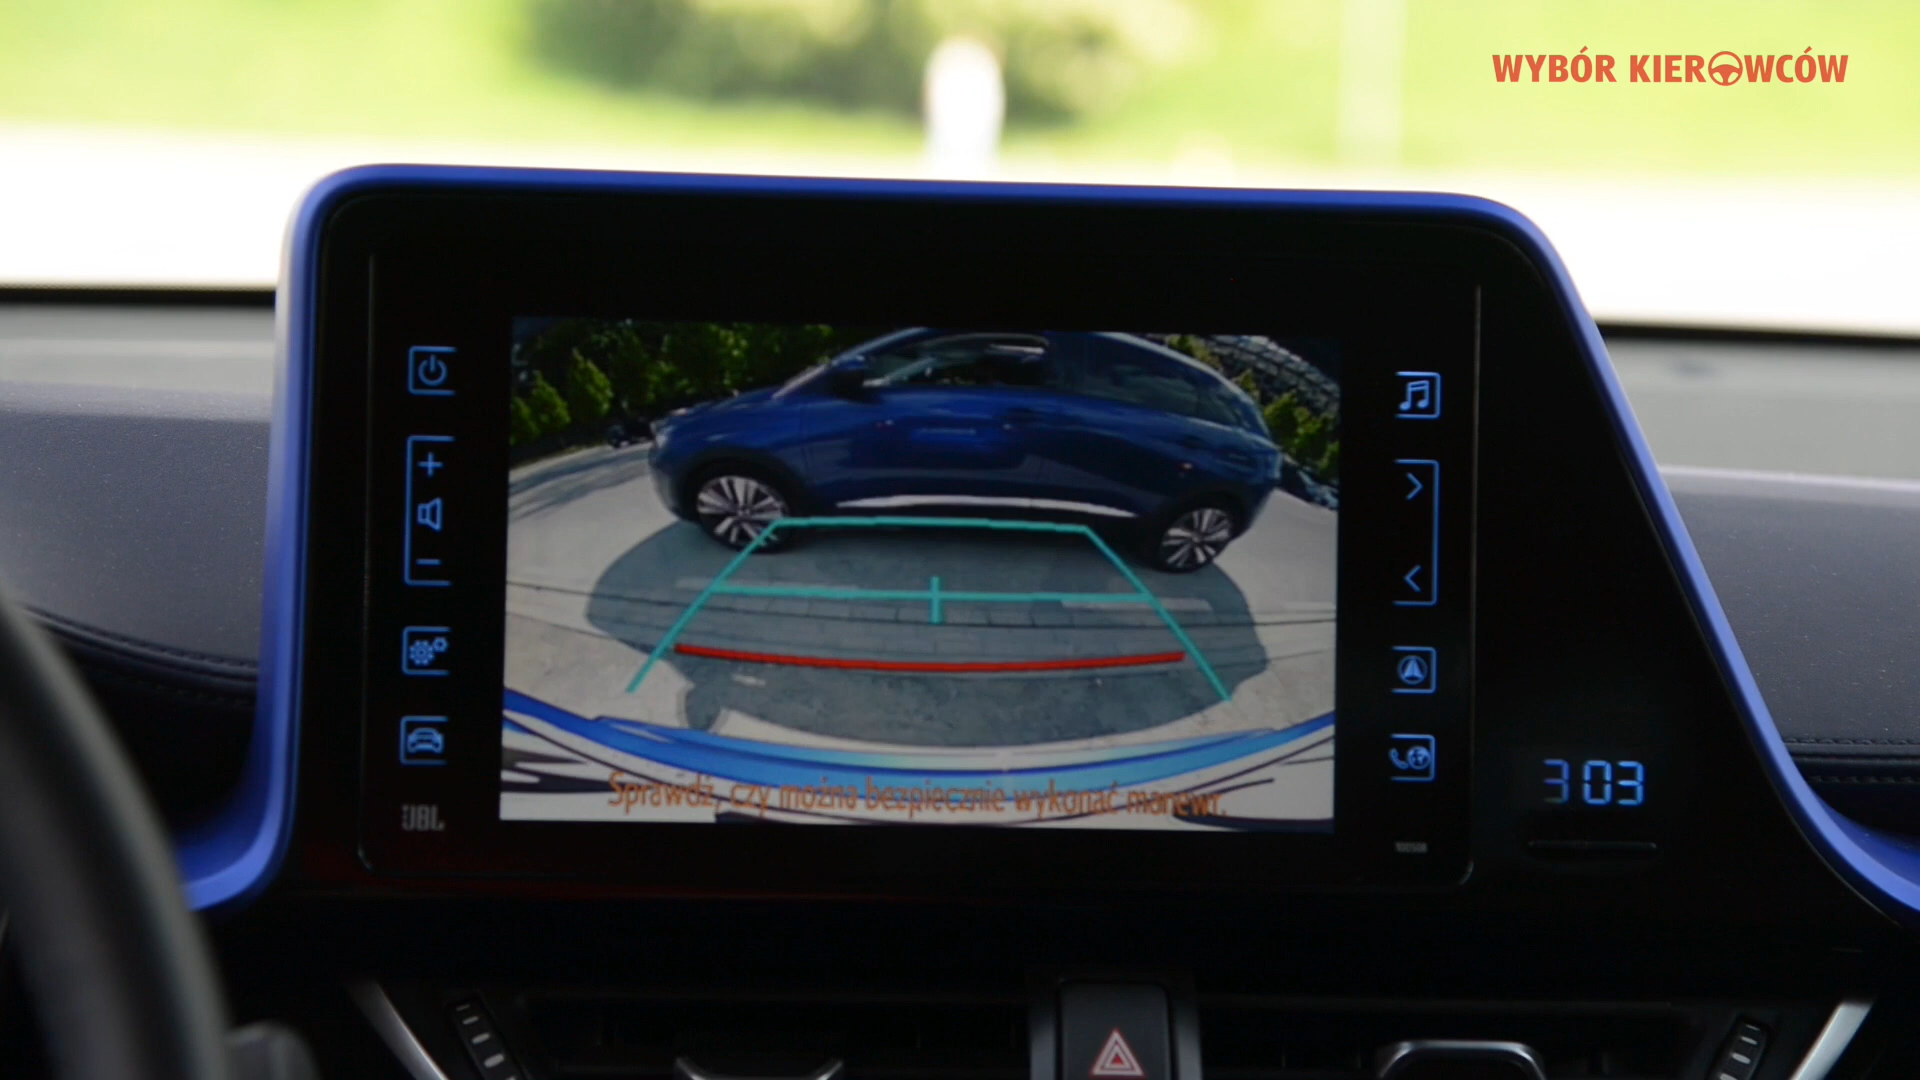 WYBÓR KIEROWCÓW
Sprawdź, czy można bezpiecznie wykonać manewr.
303
JBL